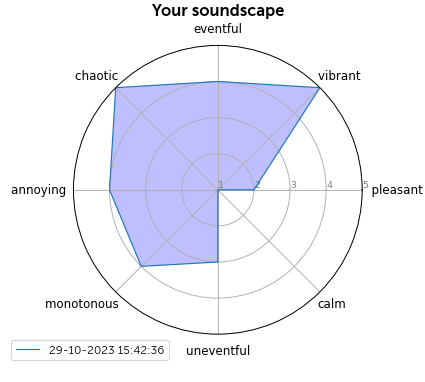 Your soundscape
eventful
chaotic
vibrant
annoying
1 2 3 4 5
pleasant
monotonous
calm
uneventful
29-10-2023 15:42:36